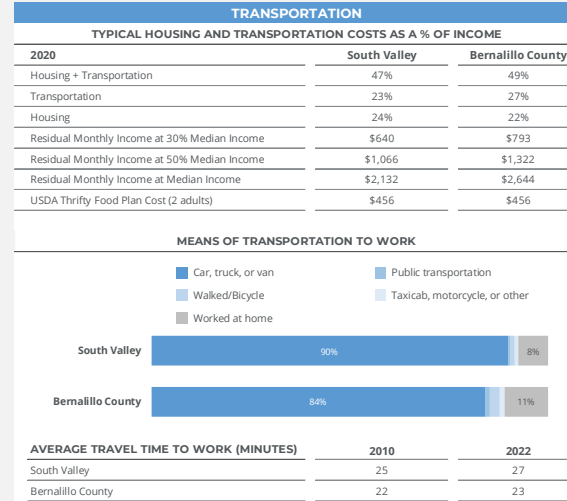 TRANSPORTATION
TYPICAL HOUSING AND TRANSPORTATION COSTS AS A % OF INCOME
2020 South Valley Bernalillo County
Housing + Transportation 47% 49%
Transportation 23% 27%
Housing 24% 22%
Residual Monthly Income at 30% Median Income $640 $793
Residual Monthly Income at 50% Median Income $1,066 $1,322
Residual Monthly Income at Median Income $2,132 $2,644
USDA Thrifty Food Plan Cost (2 adults) $456 $456
MEANS OF TRANSPORTATION TO WORK
Car, truck, or van Public transportation
Walked/Bicycle Taxicab, motorcycle, or other
Worked at home
South Valley 90% 8%
Bernalillo County 84% 11%
AVERAGE TRAVEL TIME TO WORK (MINUTES) 2010 2022
South Valley 25 27
Bernalillo County 22 23